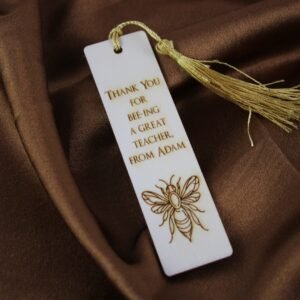 Thank You
for
bee-ing
a great
teacher,
from Adam